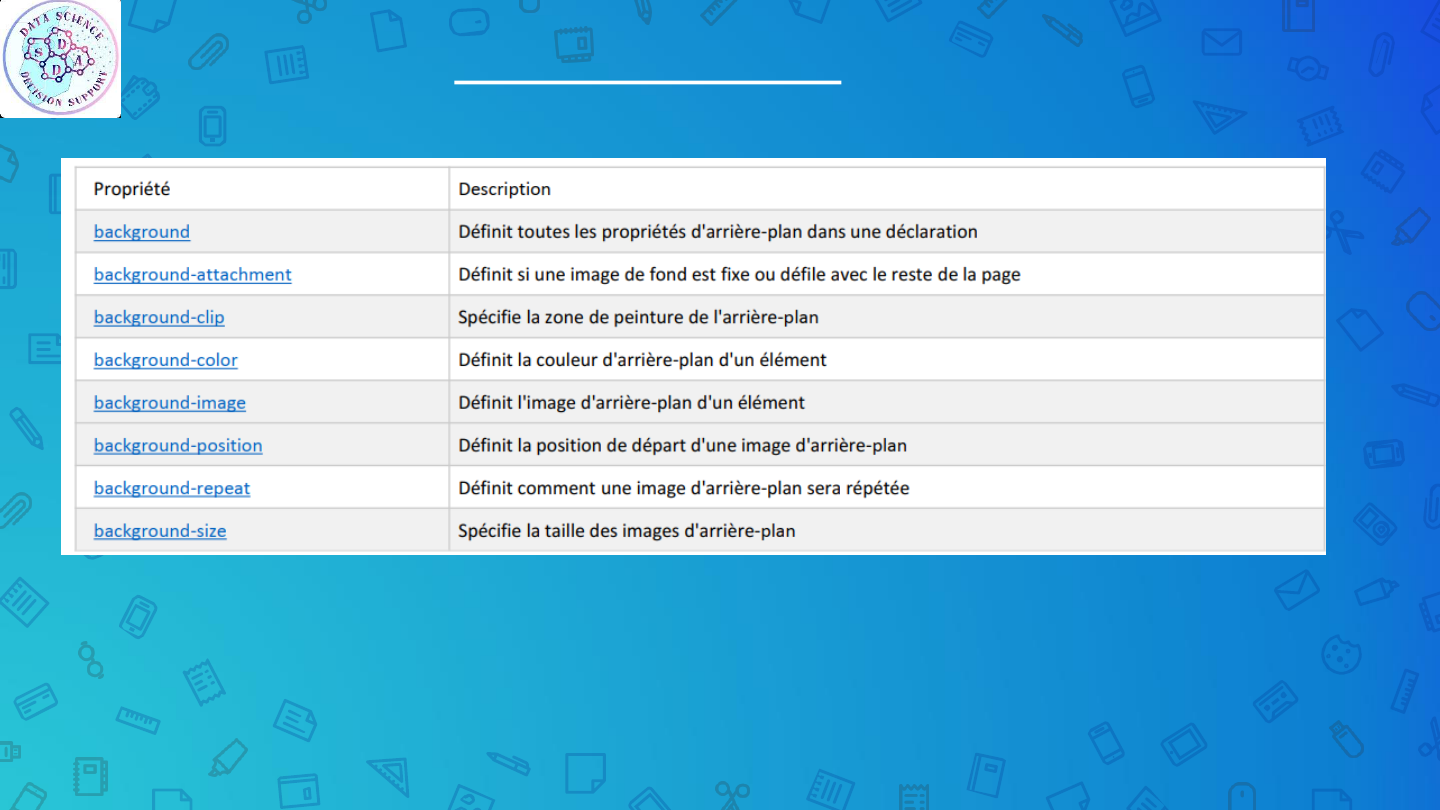 DATA SCIENCE
S D D A
DECISION SUPPORT
Propriété Description
background Définit toutes les propriétés d'arrière-plan dans une déclaration
background-attachment Définit si une image de fond est fixe ou défile avec le reste de la page
background-clip Spécifie la zone de peinture de l'arrière-plan
background-color Définit la couleur d'arrière-plan d'un élément
background-image Définit l'image d'arrière-plan d'un élément
background-position Définit la position de départ d'une image d'arrière-plan
background-repeat Définit comment une image d'arrière-plan sera répétée
background-size Spécifie la taille des images d'arrière-plan